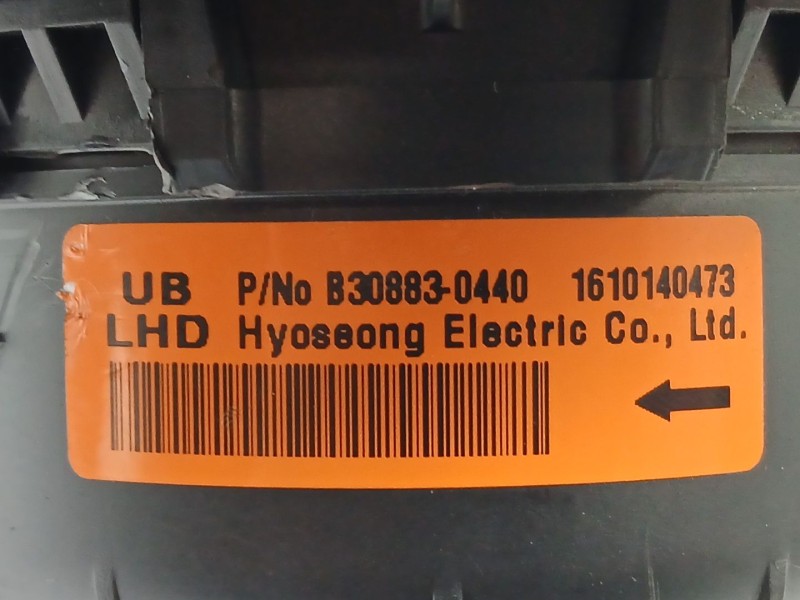 UB P/No B30883-0440 1610140473
LHD Hyoseong Electric Co., Ltd.